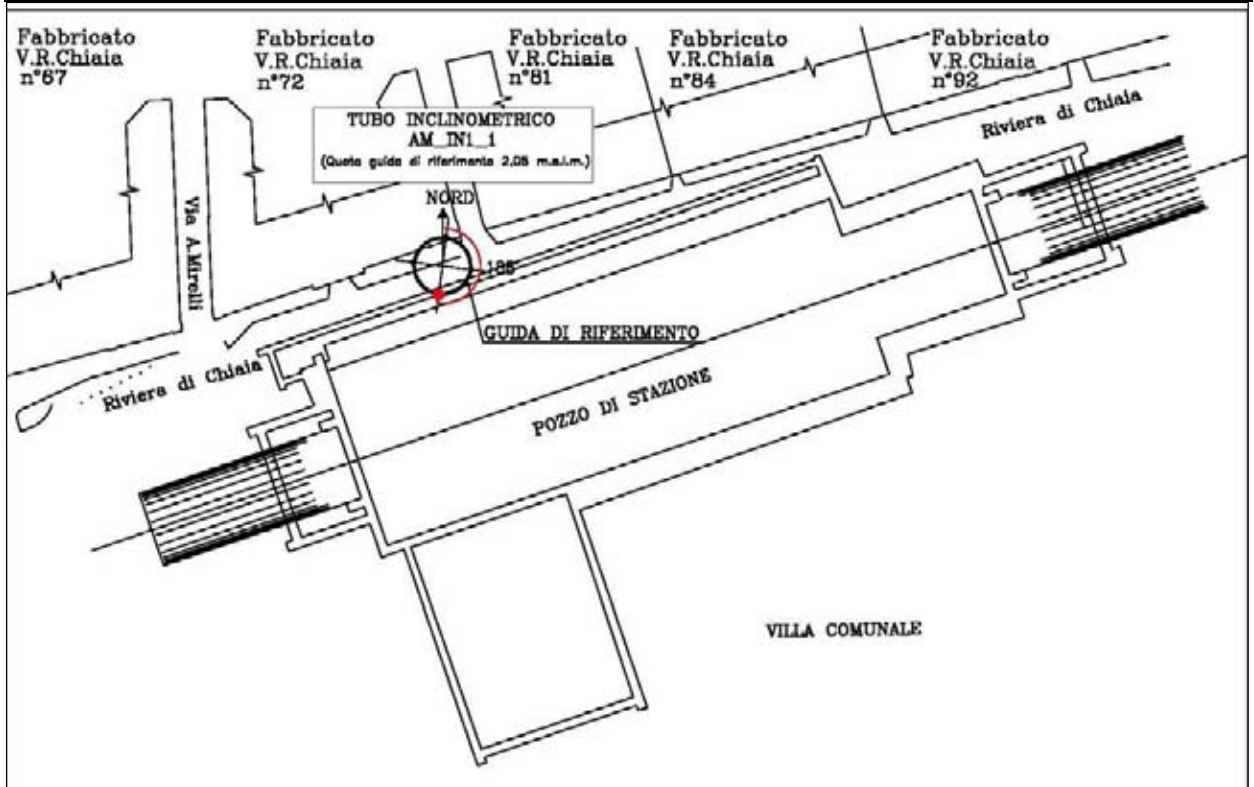 Fabbricato
V.R.Chiaia
n°67
Fabbricato
V.R.Chiaia
n°72
Fabbricato
V.R.Chiaia
n°81
Fabbricato
V.R.Chiaia
n°84
Fabbricato
V.R.Chiaia
n°92
TUBO INCLINOMETRICO
AM_IN1_1
(Quota guida di riferimento 2,05 m.s.l.m.)
NORD
Riviera di Chiaia
Via A.Mirelli
185
GUIDA DI RIFERIMENTO
Riviera di Chiaia
POZZO DI STAZIONE
VILLA COMUNALE